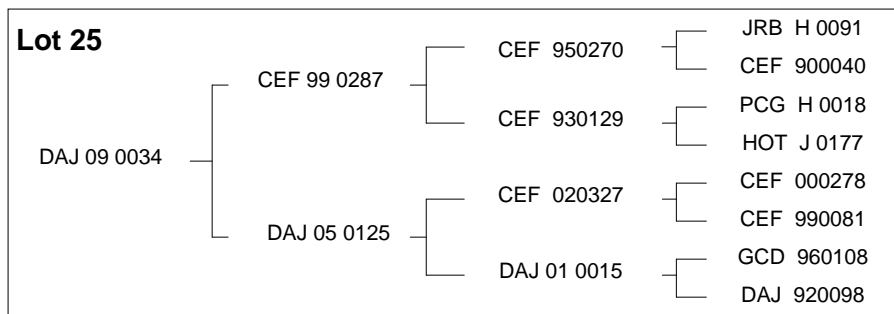 Lot 25
JRB H 0091
CEF 950270
CEF 900040
CEF 99 0287
PCG H 0018
CEF 930129
HOT J 0177
DAJ 09 0034
CEF 000278
CEF 020327
CEF 990081
DAJ 05 0125
GCD 960108
DAJ 01 0015
DAJ 920098